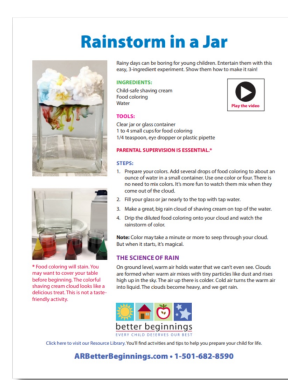 Rainstorm in a Jar
Rainy days can be boring for young children. Entertain them with this
easy, 3-ingredient experiment. Show them how to make it rain!
INGREDIENTS:
Child-safe shaving cream
Food coloring
Water
Play the video
TOOLS:
Clear jar or glass container
1 to 4 small cups for food coloring
1/4 teaspoon, eye dropper or plastic pipette
PARENTAL SUPERVISION IS ESSENTIAL.*
STEPS:
1. Prepare your colors. Add several drops of food coloring to about an
ounce of water in a small container. Use one color or four. There is
no need to mix colors. It's more fun to watch them mix when they
come out of the cloud.
2. Fill your glass or jar nearly to the top with tap water.
3. Make a great, big rain cloud of shaving cream on top of the water.
4. Drip the diluted food coloring onto your cloud and watch the
rainstorm of color.
Note: Color may take a minute or more to seep through your cloud.
But when it starts, it's magical.
* Food coloring will stain. You
may want to cover your table
before beginning. The colorful
shaving cream cloud looks like a
delicious treat. This is not a taste-
friendly activity.
THE SCIENCE OF RAIN
On ground level, warm air holds water that we can't even see. Clouds
are formed when warm air mixes with tiny particles like dust and rises
high up in the sky. The air up there is colder. Cold air turns the warm air
into liquid. The clouds become heavy, and we get rain.
better beginnings
EVERY CHILD DESERVES OUR BEST
Click here to visit our Resource Library. You'll find activities and tips to help you prepare your child for life.
ARBetterBeginnings.com • 1-501-682-8590